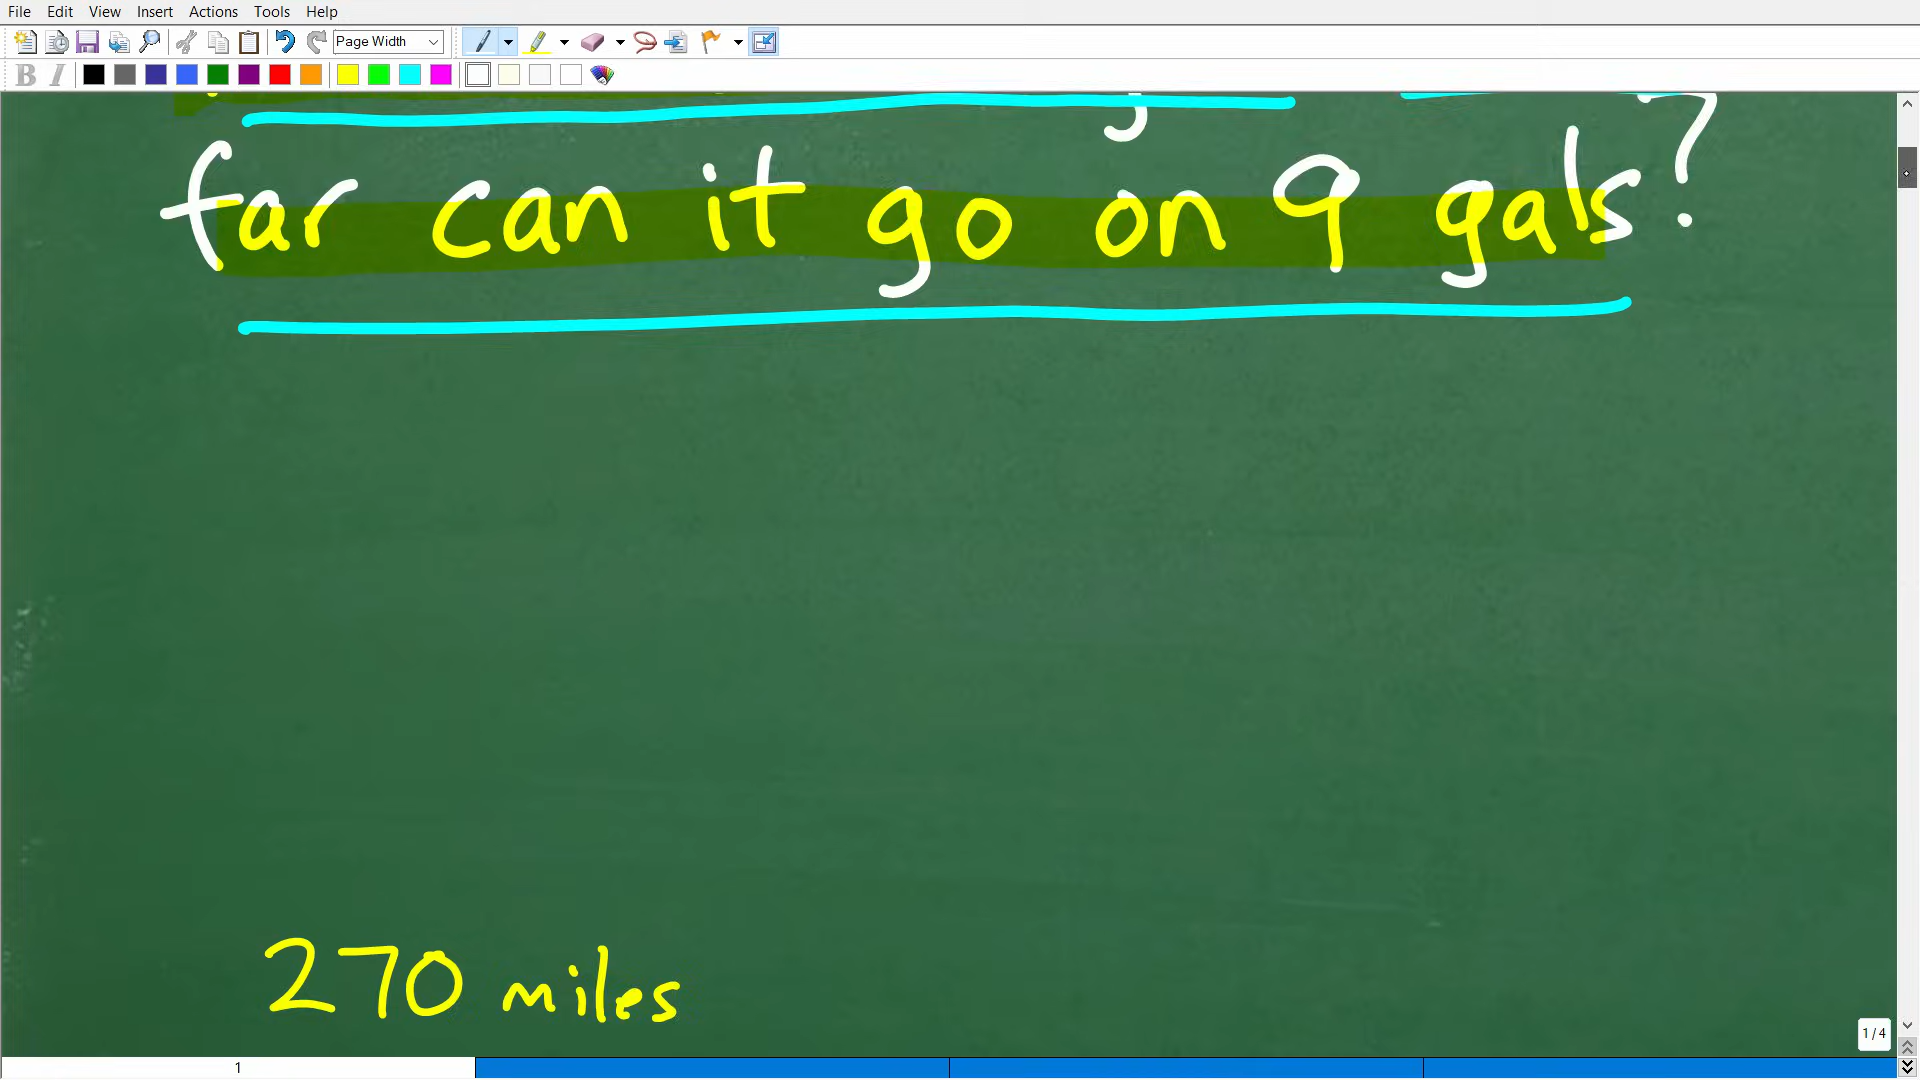 File Edit View Insert Actions Tools Help
Page Width
B I
far can it go on 9 gals?
270 miles
1 / 4
1